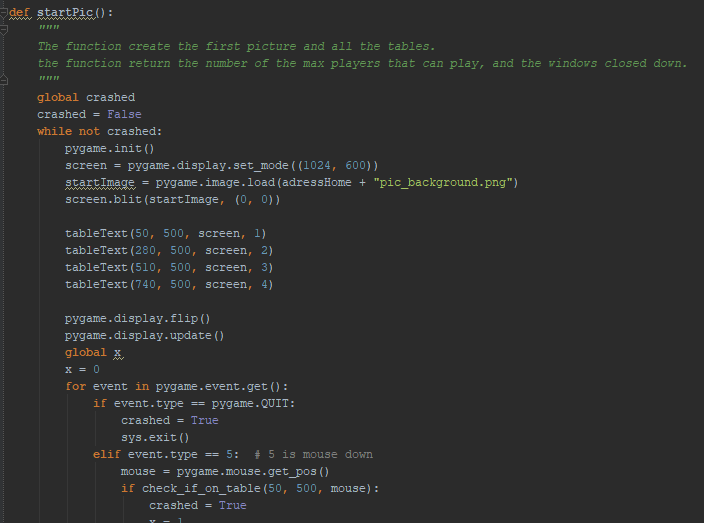 def startPic():
"""
The function create the first picture and all the tables.
the function return the number of the max players that can play, and the windows closed down.
"""
global crashed
crashed = False
while not crashed:
pygame.init()
screen = pygame.display.set_mode((1024, 600))
startImage = pygame.image.load(adressHome + "pic_background.png")
screen.blit(startImage, (0, 0))
tableText(50, 500, screen, 1)
tableText(280, 500, screen, 2)
tableText(510, 500, screen, 3)
tableText(740, 500, screen, 4)
pygame.display.flip()
pygame.display.update()
global x
x = 0
for event in pygame.event.get():
if event.type == pygame.QUIT:
crashed = True
sys.exit()
elif event.type == 5:  # 5 is mouse down
mouse = pygame.mouse.get_pos()
if check_if_on_table(50, 500, mouse):
crashed = True
x = 1